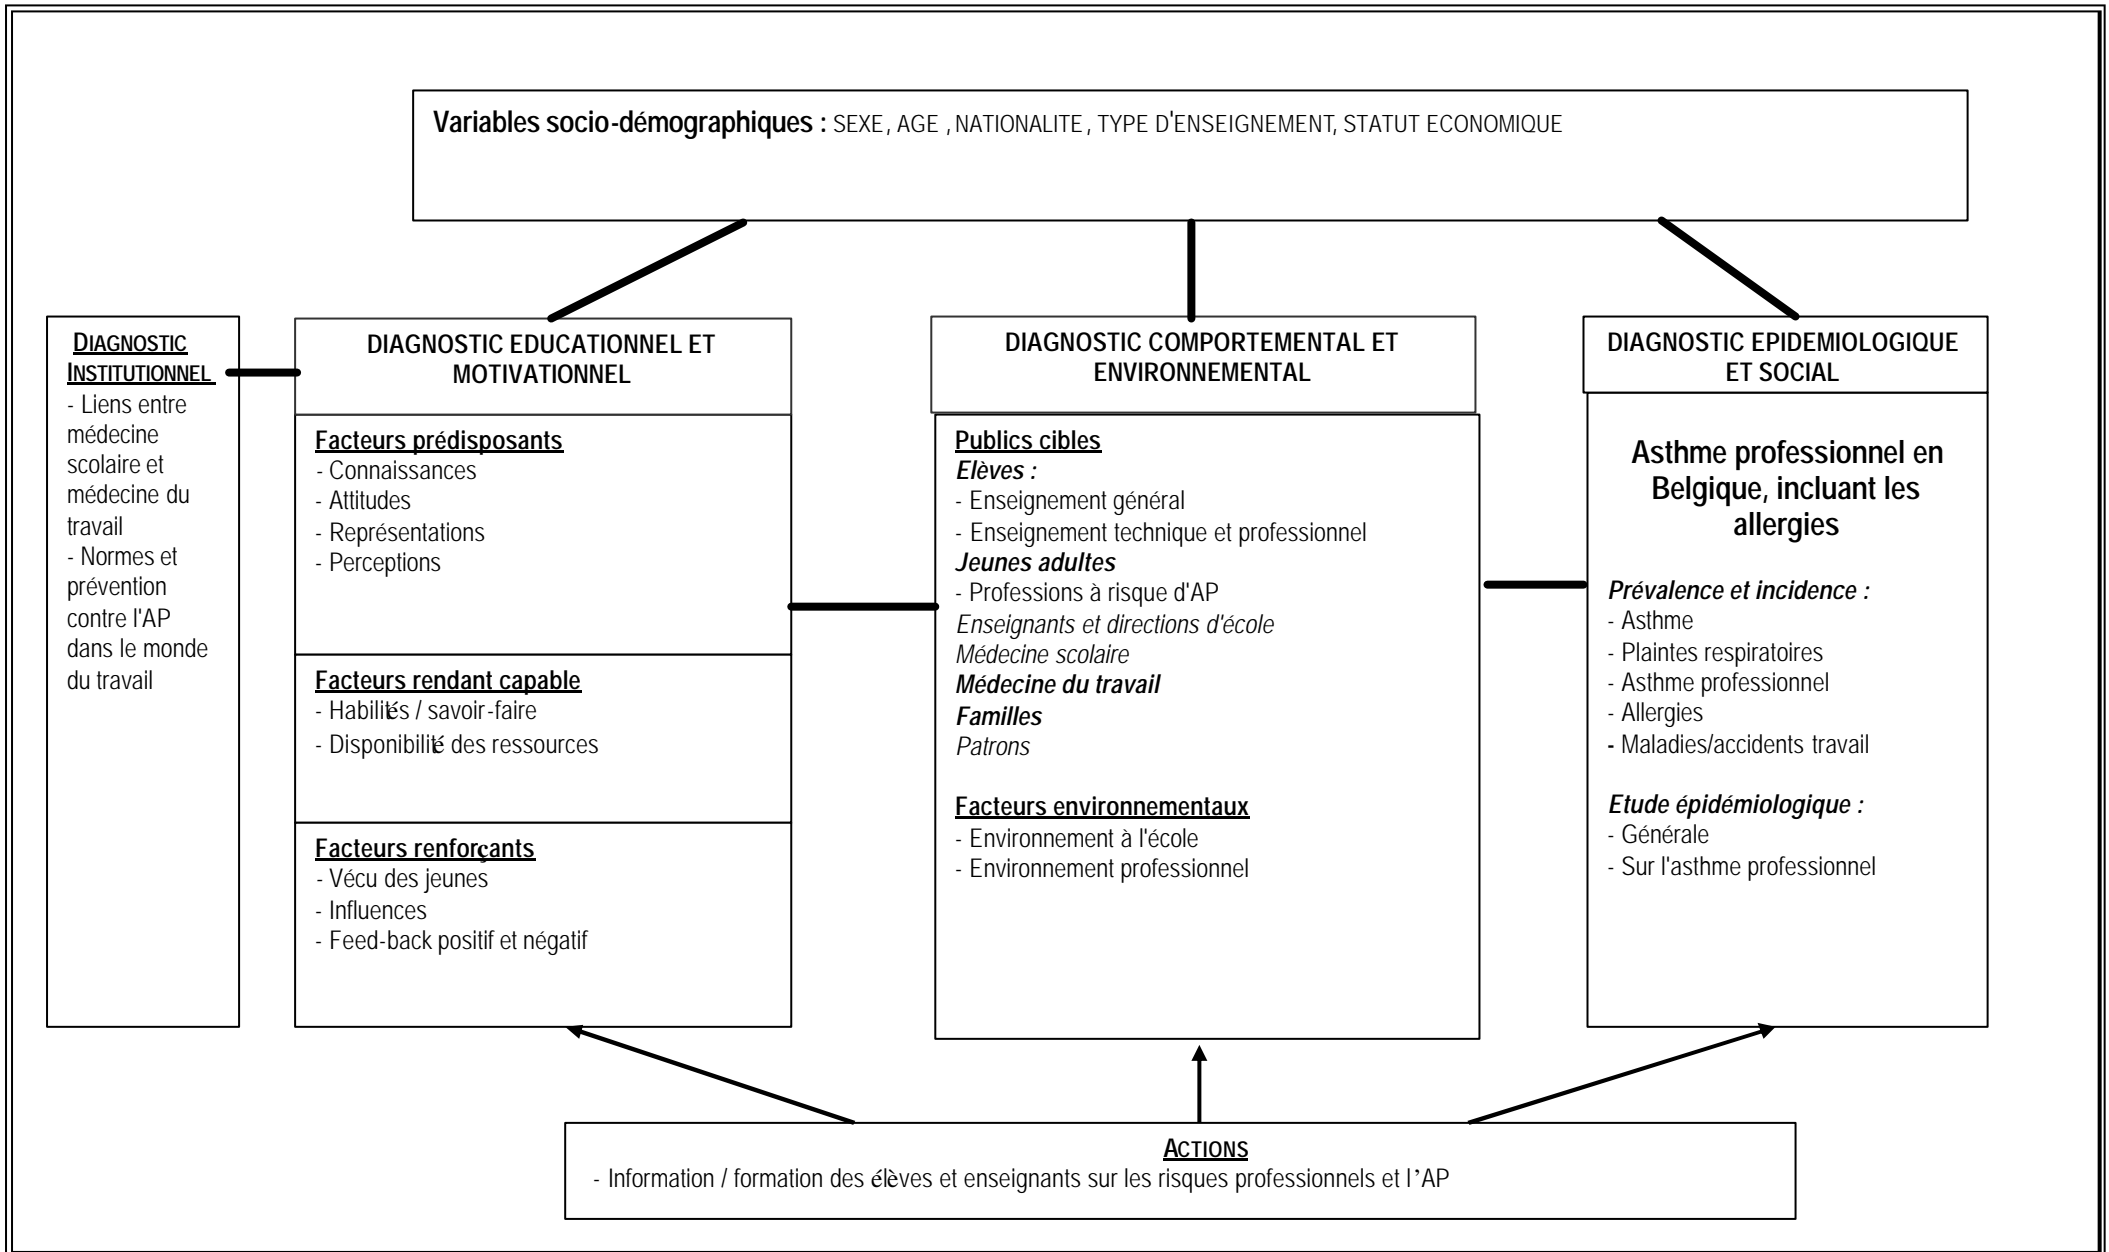 Variables socio-démographiques : SEXE, AGE , NATIONALITE, TYPE D'ENSEIGNEMENT, STATUT ECONOMIQUE
DIAGNOSTIC
INSTITUTIONNEL
- Liens entre
médecine
scolaire et
médecine du
travail
- Normes et
prévention
contre l'AP
dans le monde
du travail
DIAGNOSTIC EDUCATIONNEL ET
MOTIVATIONNEL
Facteurs prédisposants
- Connaissances
- Attitudes
- Représentations
- Perceptions
Facteurs rendant capable
- Habilités / savoir-faire
- Disponibilité des ressources
Facteurs renforçants
- Vécu des jeunes
- Influences
- Feed-back positif et négatif
DIAGNOSTIC COMPORTEMENTAL ET
ENVIRONNEMENTAL
Publics cibles
Elèves :
- Enseignement général
- Enseignement technique et professionnel
Jeunes adultes
- Professions à risque d'AP
Enseignants et directions d'école
Médecine scolaire
Médecine du travail
Familles
Patrons
Facteurs environnementaux
- Environnement à l'école
- Environnement professionnel
DIAGNOSTIC EPIDEMIOLOGIQUE
ET SOCIAL
Asthme professionnel en
Belgique, incluant les
allergies
Prévalence et incidence :
- Asthme
- Plaintes respiratoires
- Asthme professionnel
- Allergies
- Maladies/accidents travail
Etude épidémiologique :
- Générale
- Sur l'asthme professionnel
ACTIONS
- Information / formation des élèves et enseignants sur les risques professionnels et l’AP